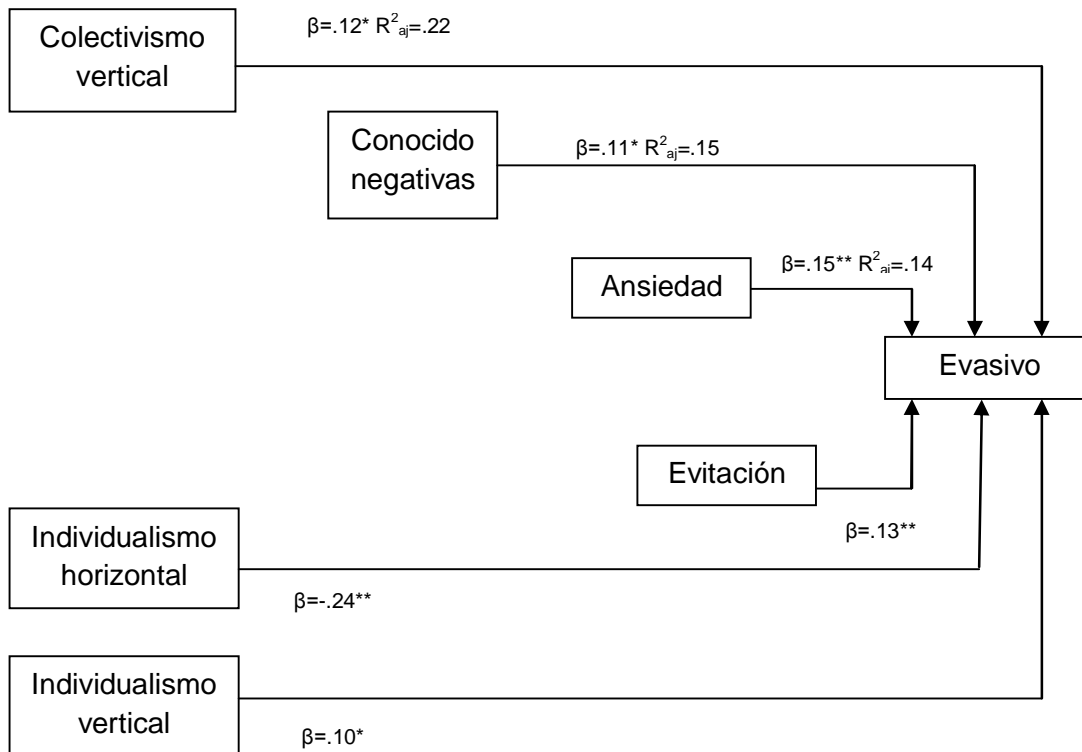 Colectivismo
vertical
β=.12* R²aj=.22
Conocido
negativas
β=.11* R²aj=.15
Ansiedad
β=.15** R²aj=.14
Evasivo
Evitación
β=.13**
Individualismo
horizontal
β=-.24**
Individualismo
vertical
β=.10*